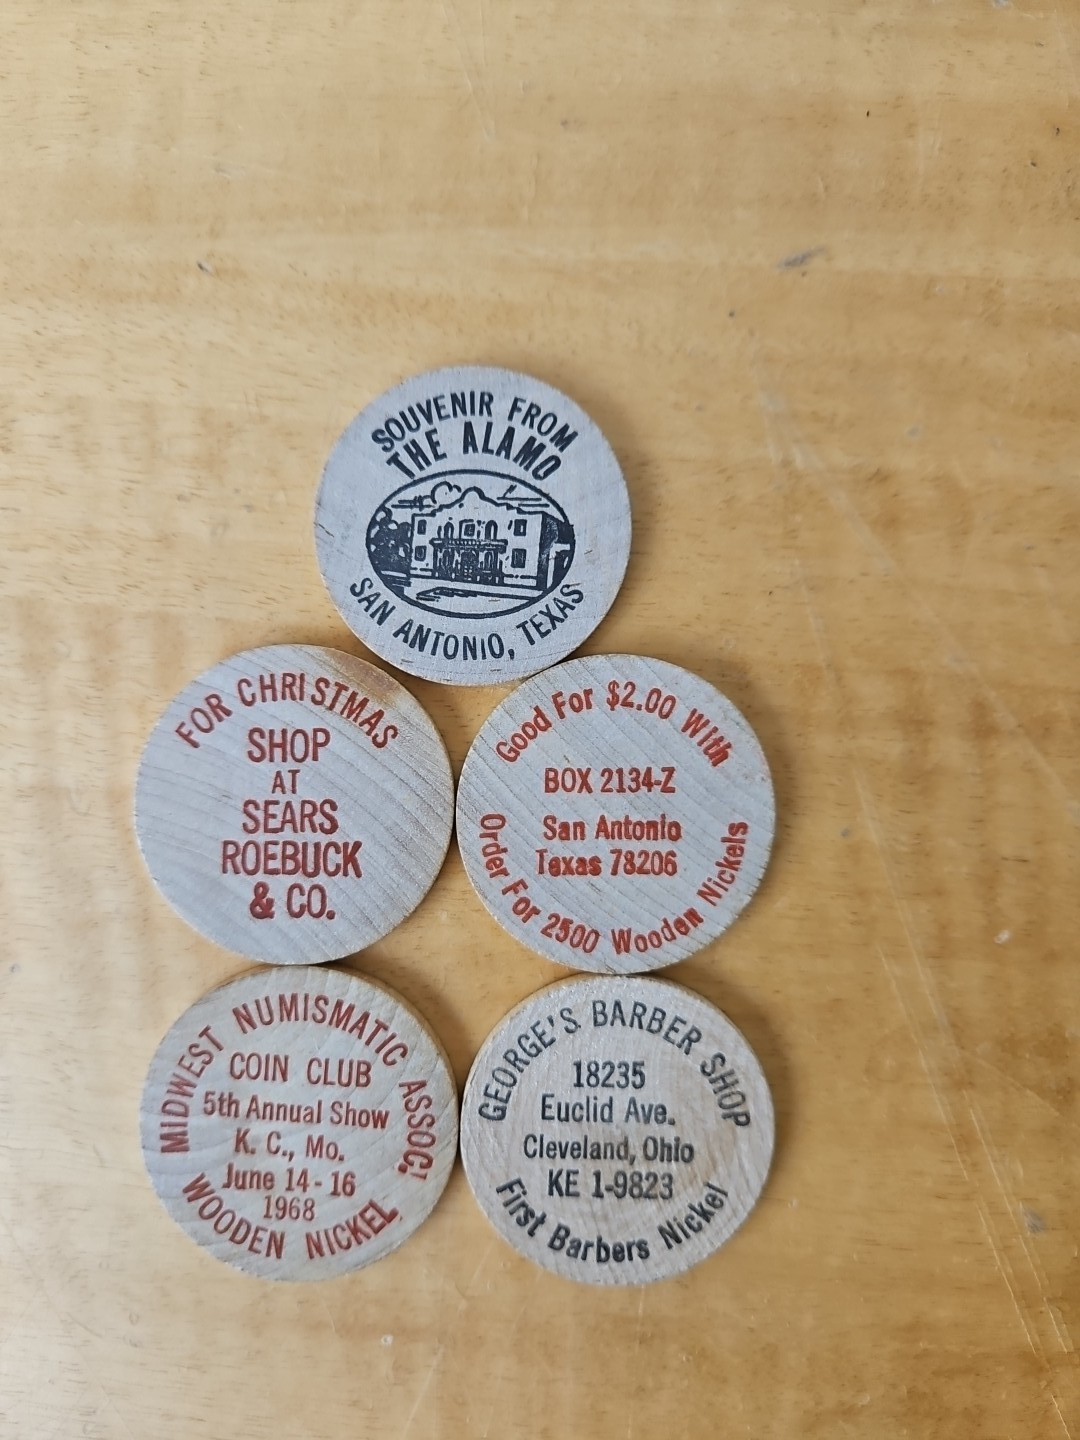 SOUVENIR FROM
THE ALAMO
SAN ANTONIO, TEXAS
FOR CHRISTMAS
SHOP
AT
SEARS
ROEBUCK
& CO.
Good For $2.00 With
BOX 2134-Z
San Antonio
Texas 78206
Order For 2500 Wooden Nickels
MIDWEST NUMISMATIC ASSOC!
COIN CLUB
5th Annual Show
K. C., Mo.
June 14-16
1968
WOODEN NICKEL
GEORGE'S BARBER SHOP
18235
Euclid Ave.
Cleveland, Ohio
KE 1-9823
First Barbers Nickel